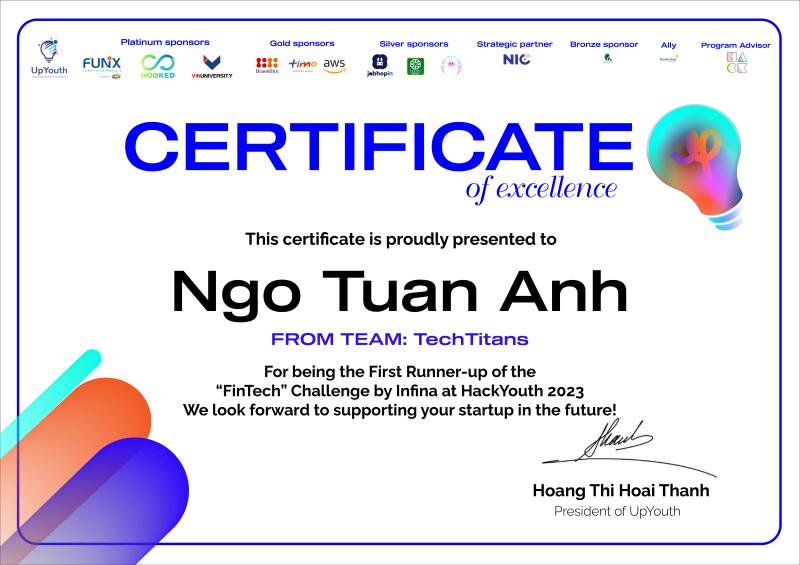 Platinum sponsors
Gold sponsors
Silver sponsors
Strategic partner
Bronze sponsor
Ally
Program Advisor
UpYouth
FUNiX
HOOKED
VINUNIVERSITY
BraveBits
timo
aws
jobhopin
NIC
HACK
CERTIFICATE
of excellence
up
This certificate is proudly presented to
Ngo Tuan Anh
FROM TEAM: TechTitans
For being the First Runner-up of the
“FinTech” Challenge by Infina at HackYouth 2023
We look forward to supporting your startup in the future!
Hoang Thi Hoai Thanh
President of UpYouth